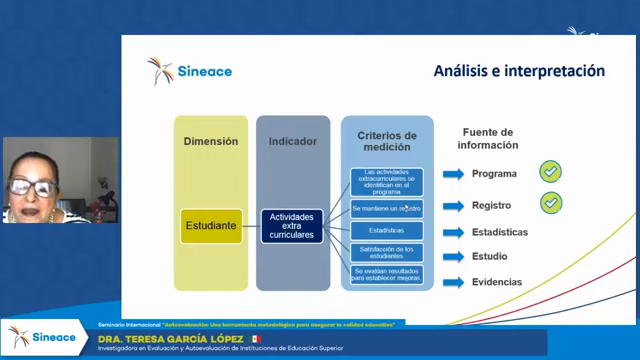 Sineace
Sineace
Análisis e interpretación
Dimensión
Indicador
Criterios de
medición
Fuente de
información
Estudiante
Actividades
extra
curriculares
Las actividades
extracurriculares se
identifican en el
programa
Se mantiene un registro
Estadísticas
Satisfacción de los
estudiantes
Se evalúan resultados
para establecer mejoras.
Programa
Registro
Estadísticas
Estudio
Evidencias
Sineace
Seminario Internacional "Autoevaluación: Una herramienta metodológica para asegurar la calidad educativa"
DRA. TERESA GARCÍA LÓPEZ
Investigadora en Evaluación y Autoevaluación de Instituciones de Educación Superior